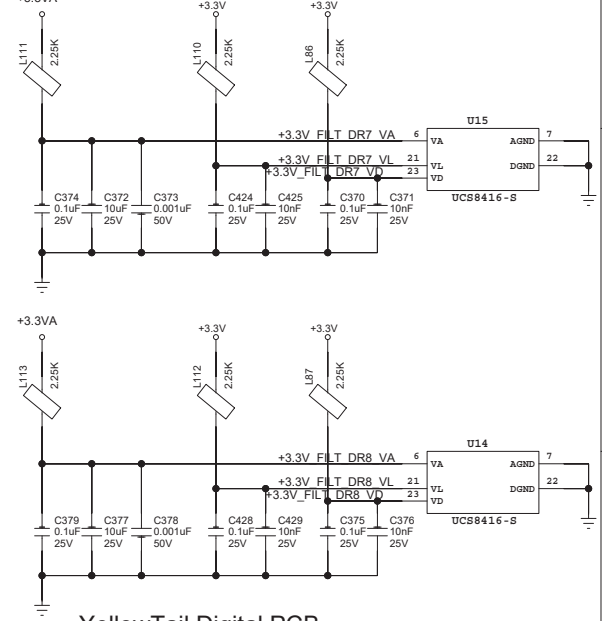 +3.3VA +3.3V +3.3V
L111 2.25K L110 2.25K L86 2.25K
U15
+3.3V_FILT_DR7_VA 6 VA AGND 7
+3.3V_FILT_DR7_VL 21 VL DGND 22
+3.3V_FILT_DR7_VD 23 VD
UCS8416-S
C374 C372 C373 C424 C425 C370 C371
0.1uF 10uF 0.001uF 0.1uF 10nF 0.1uF 10nF
25V 25V 50V 25V 25V 25V 25V
+3.3VA +3.3V +3.3V
L113 2.25K L112 2.25K L87 2.25K
U14
+3.3V_FILT_DR8_VA 6 VA AGND 7
+3.3V_FILT_DR8_VL 21 VL DGND 22
+3.3V_FILT_DR8_VD 23 VD
UCS8416-S
C379 C377 C378 C428 C429 C375 C376
0.1uF 10uF 0.001uF 0.1uF 10nF 0.1uF 10nF
25V 25V 50V 25V 25V 25V 25V
YellowTail Digital PCB